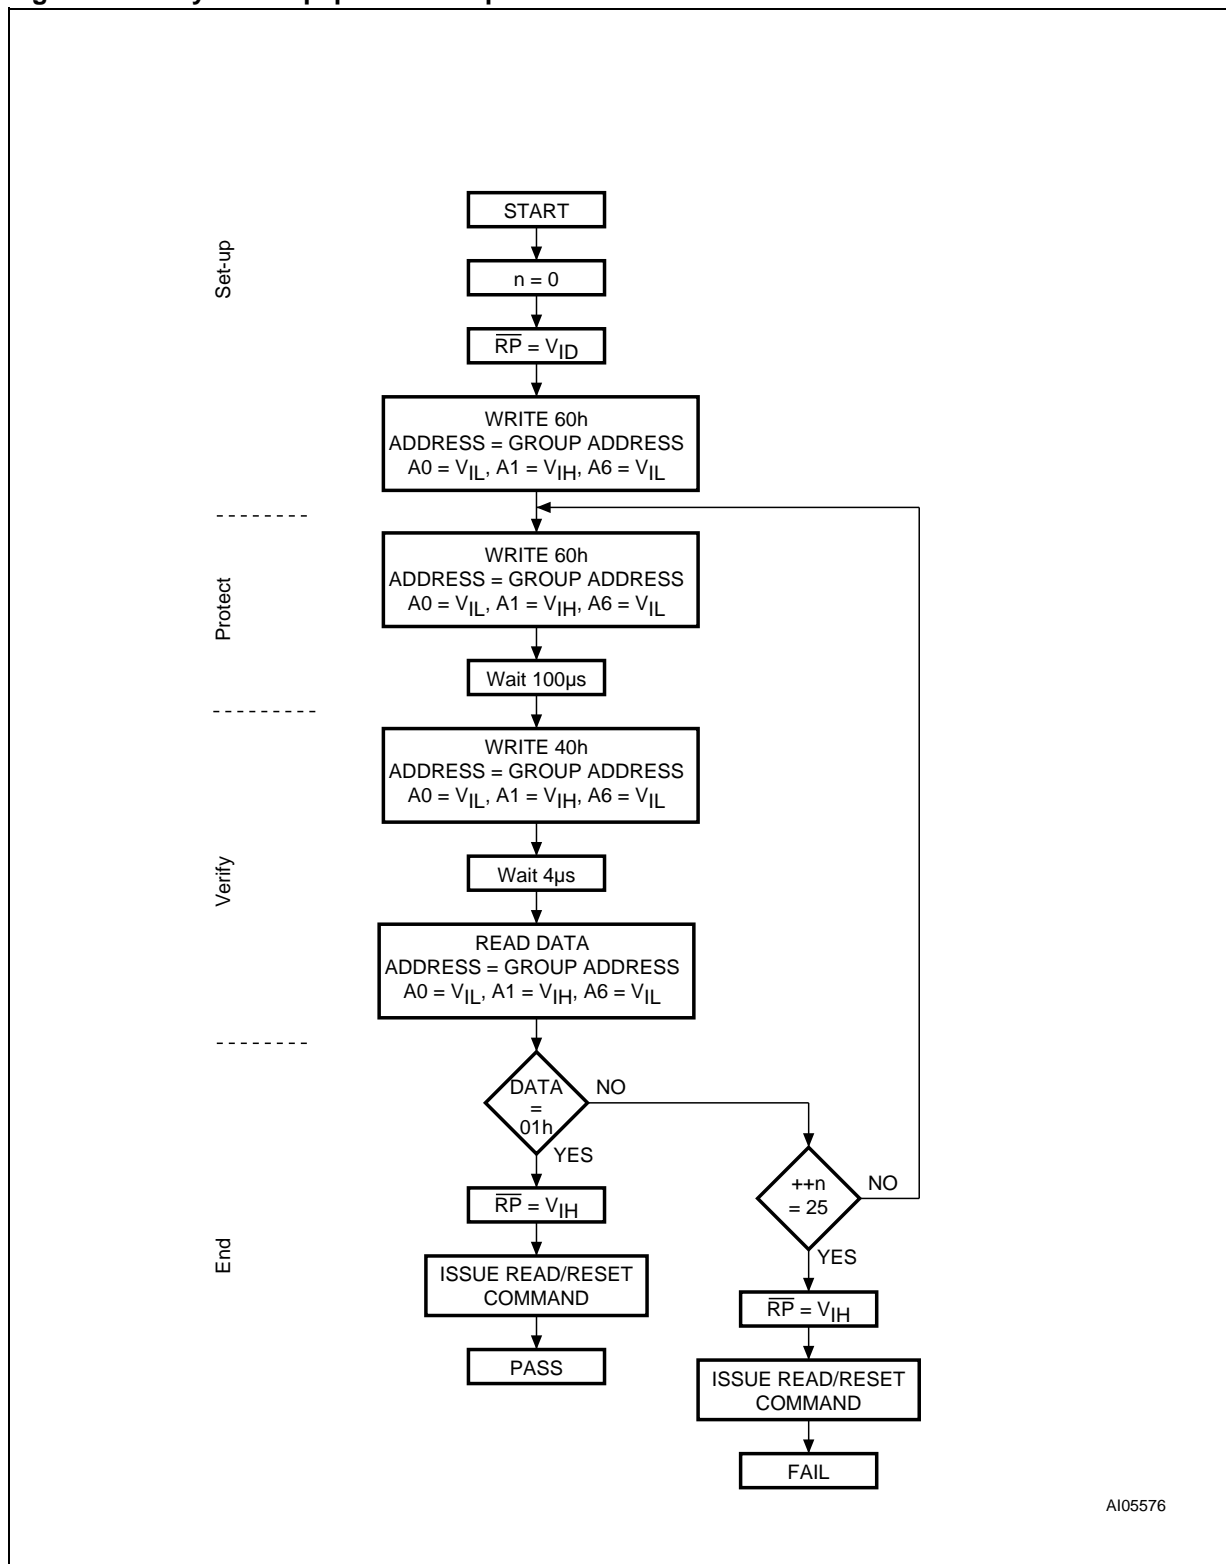 START
Set-up
n = 0
RP = VID
WRITE 60h
ADDRESS = GROUP ADDRESS
A0 = VIL, A1 = VIH, A6 = VIL
Protect
WRITE 60h
ADDRESS = GROUP ADDRESS
A0 = VIL, A1 = VIH, A6 = VIL
Wait 100µs
WRITE 40h
ADDRESS = GROUP ADDRESS
A0 = VIL, A1 = VIH, A6 = VIL
Verify
Wait 4µs
READ DATA
ADDRESS = GROUP ADDRESS
A0 = VIL, A1 = VIH, A6 = VIL
DATA
=
01h
NO
YES
++n
= 25
NO
YES
End
RP = VIH
ISSUE READ/RESET
COMMAND
PASS
RP = VIH
ISSUE READ/RESET
COMMAND
FAIL
AI05576